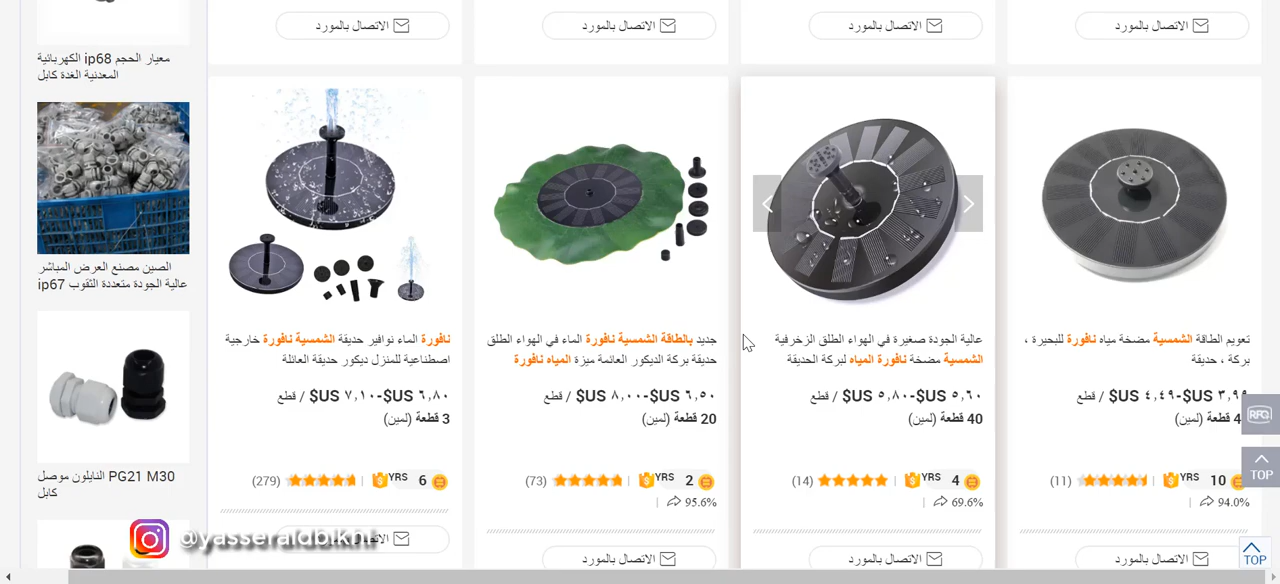 الاتصال بالمورد
الاتصال بالمورد
الاتصال بالمورد
الاتصال بالمورد
تعويم الطاقة الشمسية مضخة مياه نافورة للبحيرة ،
بركة ، حديقة
٣,٩٩ US$-٤,٤٩ US$ / قطع
قطعة (لمين)
10 YRS
(11)
94.0%
الاتصال بالمورد
عالية الجودة صغيرة في الهواء الطلق الزخرفية
الشمسية مضخة نافورة المياه لبركة الحديقة
٥,٦٠ US$-٥,٨٠ US$ / قطع
40 قطعة (لمين)
4 YRS
(14)
69.6%
الاتصال بالمورد
جديد بالطاقة الشمسية نافورة الماء في الهواء الطلق
حديقة بركة الديكور العائمة ميزة المياه نافورة
٦,٥٠ US$-٨,٠٠ US$ / قطع
20 قطعة (لمين)
2 YRS
(73)
95.6%
الاتصال بالمورد
نافورة الماء نوافير حديقة الشمسية نافورة خارجية
اصطناعية للمنزل ديكور حديقة العائلة
٦,٨٠ US$-٧,١٠ US$ / قطع
3 قطعة (لمين)
6 YRS
(279)
معيار الحجم ip68 الكهربائية
المعدنية الغدة كابل
الصين مصنع العرض المباشر
عالية الجودة متعددة الثقوب ip67
PG21 M30 النايلون موصل
كابل
@yasseraldbikhi
RFQ
TOP
TOP